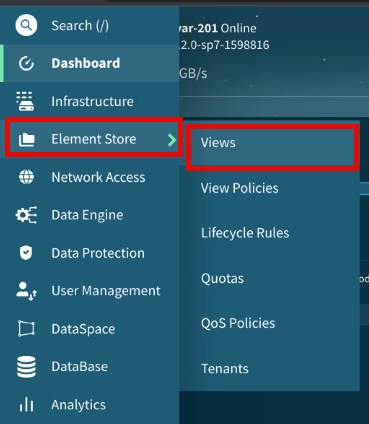 Search (/)
var-201 Online
2.0-sp7-1598816
Dashboard
GB/s
Infrastructure
Element Store
Views
Network Access
View Policies
Data Engine
Lifecycle Rules
Data Protection
Quotas
User Management
QoS Policies
DataSpace
Tenants
DataBase
Analytics